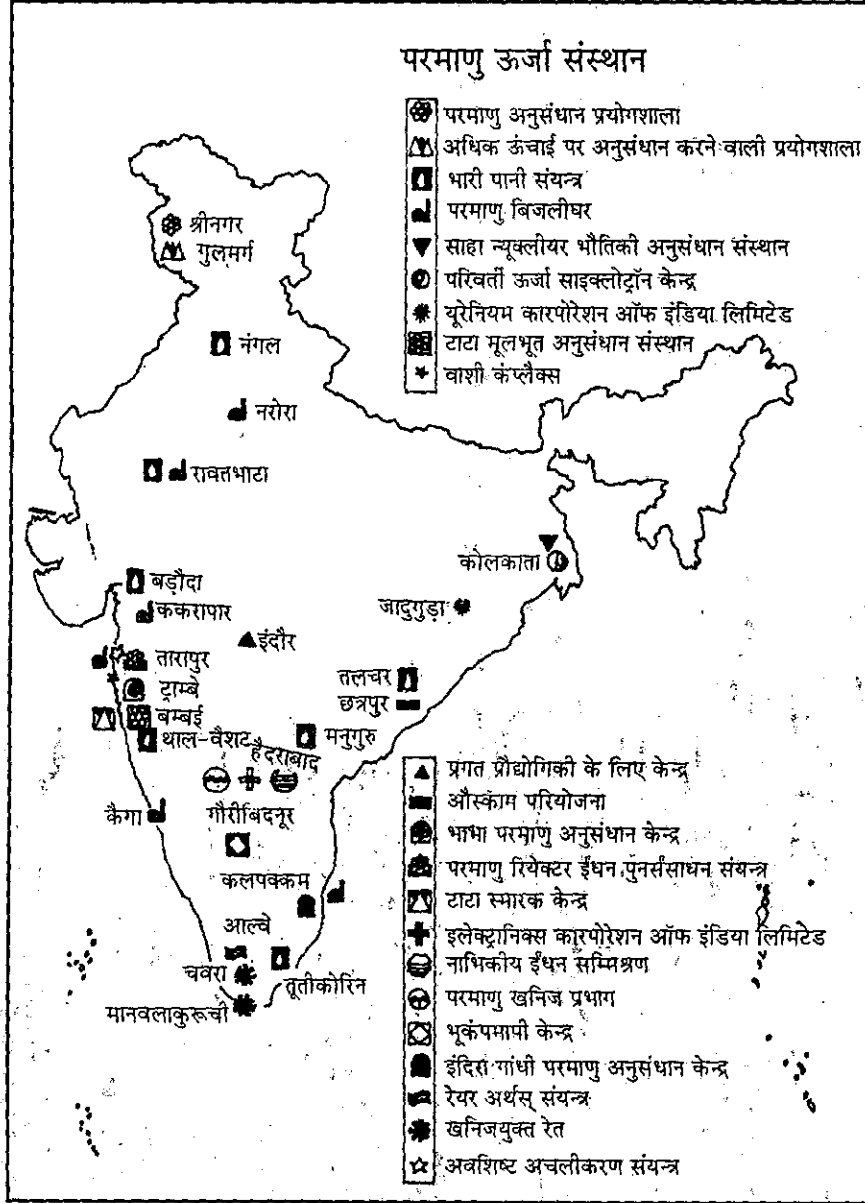 परमाणु ऊर्जा संस्थान
परमाणु अनुसंधान प्रयोगशाला
अधिक ऊंचाई पर अनुसंधान करने वाली प्रयोगशाला
भारी पानी संयन्त्र
परमाणु बिजलीघर
साहा न्यूक्लीयर भौतिकी अनुसंधान संस्थान
परिवर्ती ऊर्जा साइक्लोट्रॉन केन्द्र
यूरेनियम कारपोरेशन ऑफ इंडिया लिमिटेड
टाटा मूलभूत अनुसंधान संस्थान
वाशी कंप्लैक्स
श्रीनगर
गुलमर्ग
नंगल
नरोरा
रावतभाटा
कोलकाता
बड़ौदा
ककरापार
जादुगुड़ा
इंदौर
तारापुर
तलचर
ट्राम्बे
छत्रपुर
बम्बई
थाल-वैशट
मनुगुरु
हैदराबाद
कैगा
गौरीबिदनूर
कलपक्कम
आल्वे
चवरा
तूतीकोरिन
मानवलाकुरूची
प्रगत प्रौद्योगिकी के लिए केन्द्र
औस्काम परियोजना
भाभा परमाणु अनुसंधान केन्द्र
परमाणु रियेक्टर ईंधन पुनर्संसाधन संयन्त्र
टाटा स्मारक केन्द्र
इलेक्ट्रानिक्स कारपोरेशन ऑफ इंडिया लिमिटेड
नाभिकीय ईंधन सम्मिश्रण
परमाणु खनिज प्रभाग
भूकंपमापी केन्द्र
इंदिरा गांधी परमाणु अनुसंधान केन्द्र
रेयर अर्थस् संयन्त्र
खनिजयुक्त रेत
अवशिष्ट अचलीकरण संयन्त्र